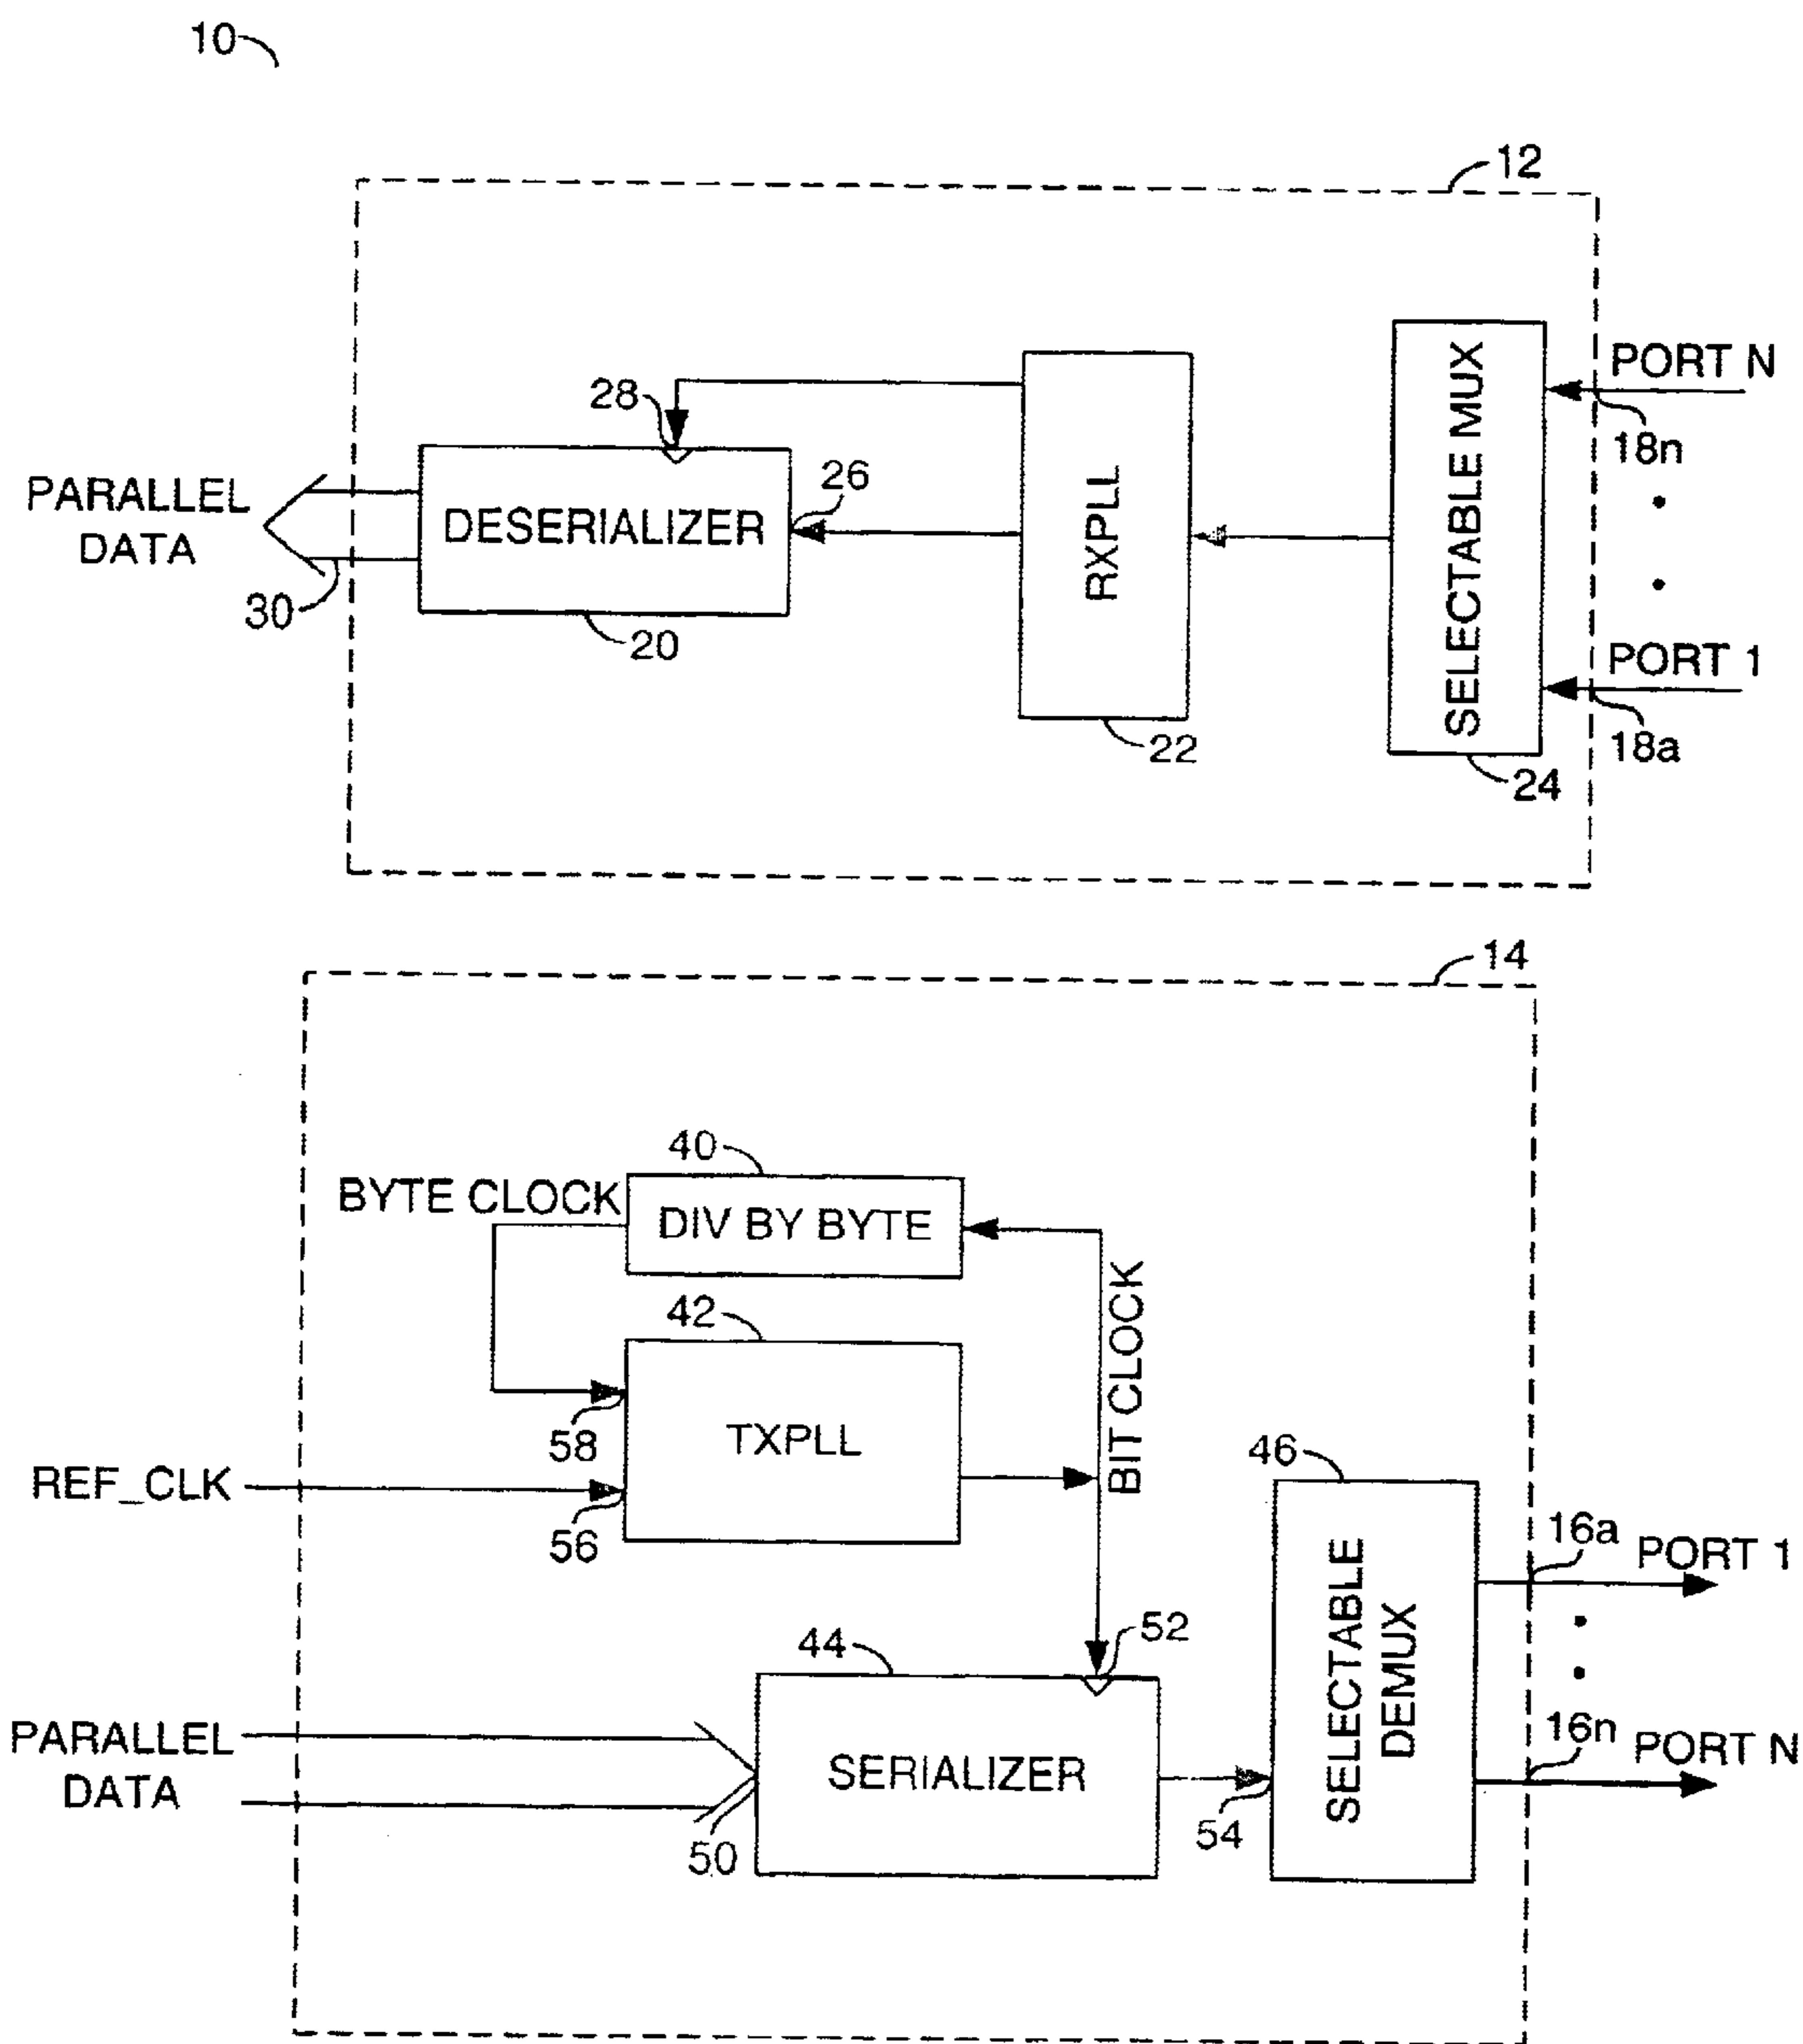 10
12
PORT N
18n
28
26
PARALLEL
DATA
DESERIALIZER
RXPLL
SELECTABLE MUX
30
20
PORT 1
18a
22
24
14
40
BYTE CLOCK
DIV BY BYTE
42
BIT CLOCK
58
TXPLL
REF_CLK
56
46
16a
PORT 1
44
52
SELECTABLE
DEMUX
16n
PORT N
PARALLEL
DATA
SERIALIZER
50
54